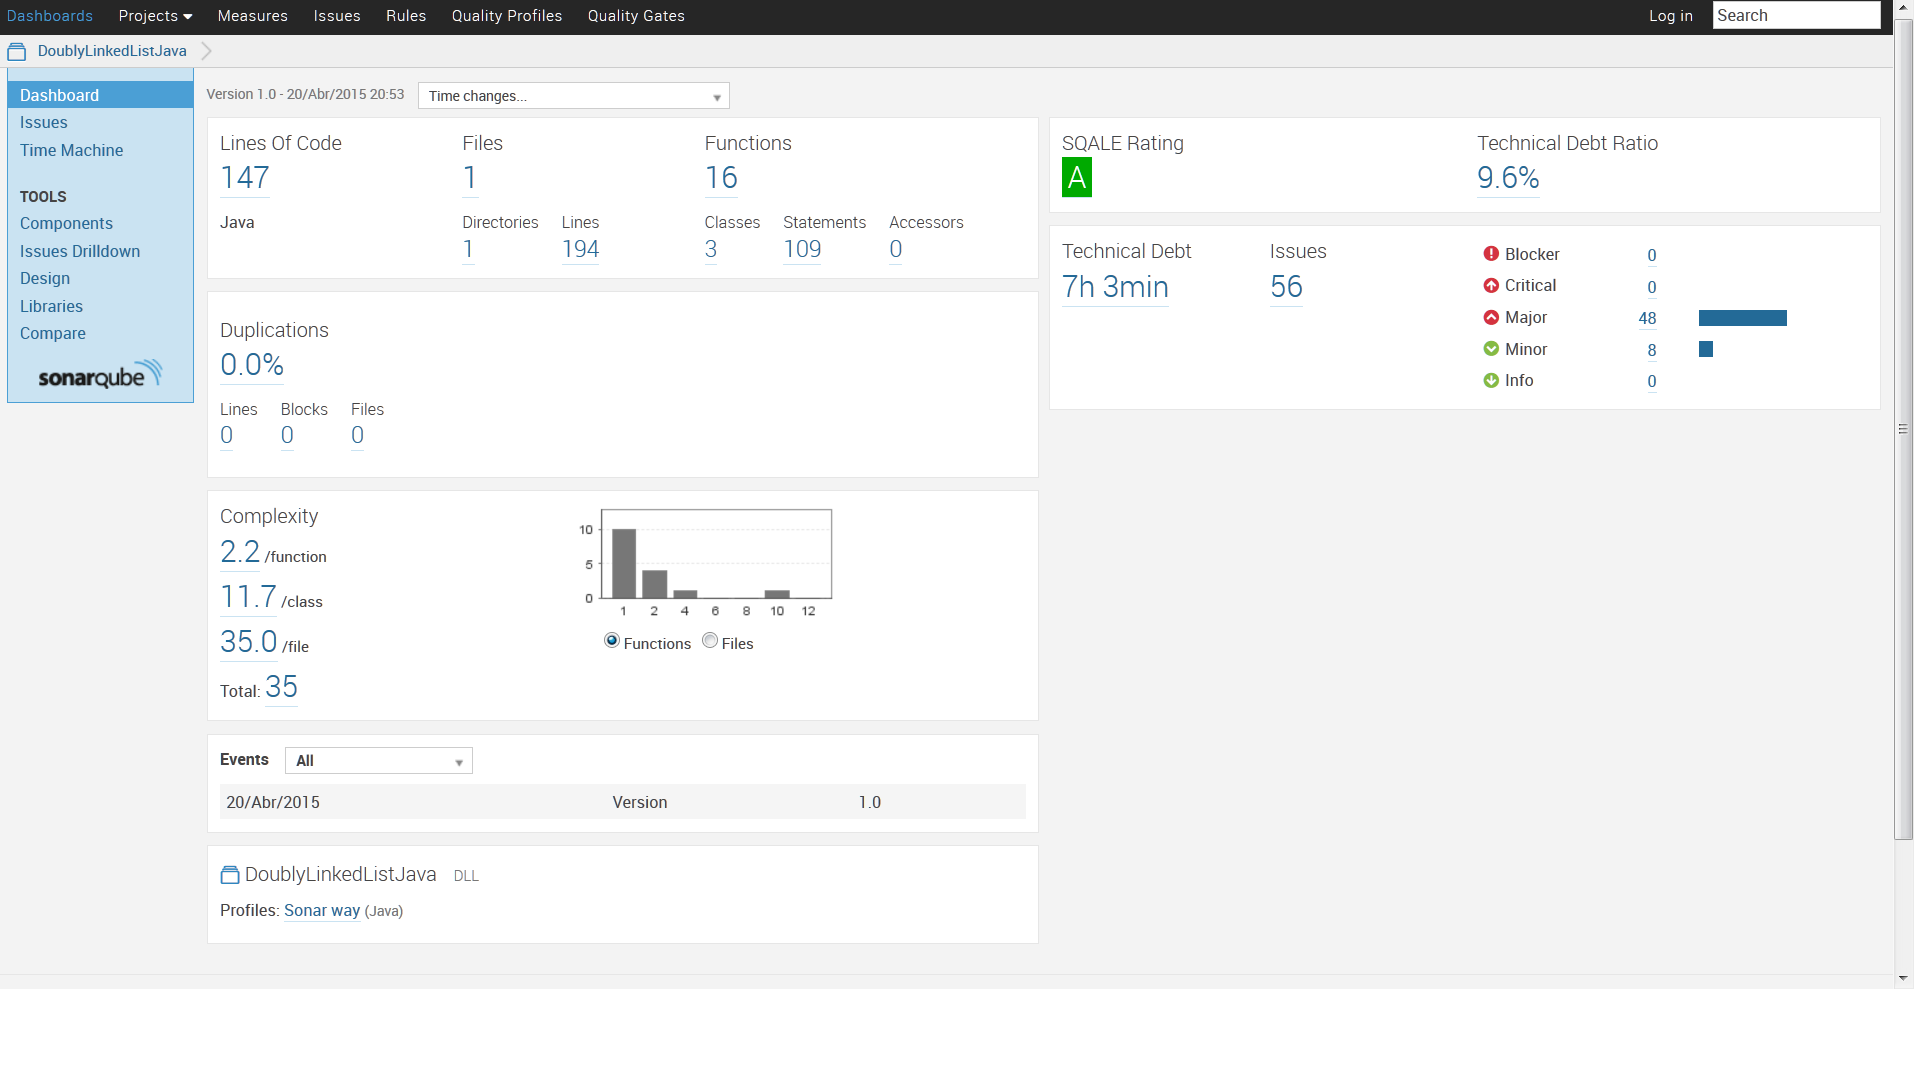 Dashboards Projects Measures Issues Rules Quality Profiles Quality Gates Log in Search
DoublyLinkedListJava
Dashboard
Issues
Time Machine
TOOLS
Components
Issues Drilldown
Design
Libraries
Compare
sonarqube
Version 1.0 - 20/Abr/2015 20:53 Time changes...
Lines Of Code Files Functions
147 1 16
Java Directories Lines Classes Statements Accessors
1 194 3 109 0
Duplications
0.0%
Lines Blocks Files
0 0 0
Complexity
2.2 /function
11.7 /class
35.0 /file
Total: 35
10
5
0
1 2 4 6 8 10 12
Functions Files
Events All
20/Abr/2015 Version 1.0
DoublyLinkedListJava DLL
Profiles: Sonar way (Java)
SQALE Rating Technical Debt Ratio
A 9.6%
Technical Debt Issues
7h 3min 56
Blocker 0
Critical 0
Major 48
Minor 8
Info 0